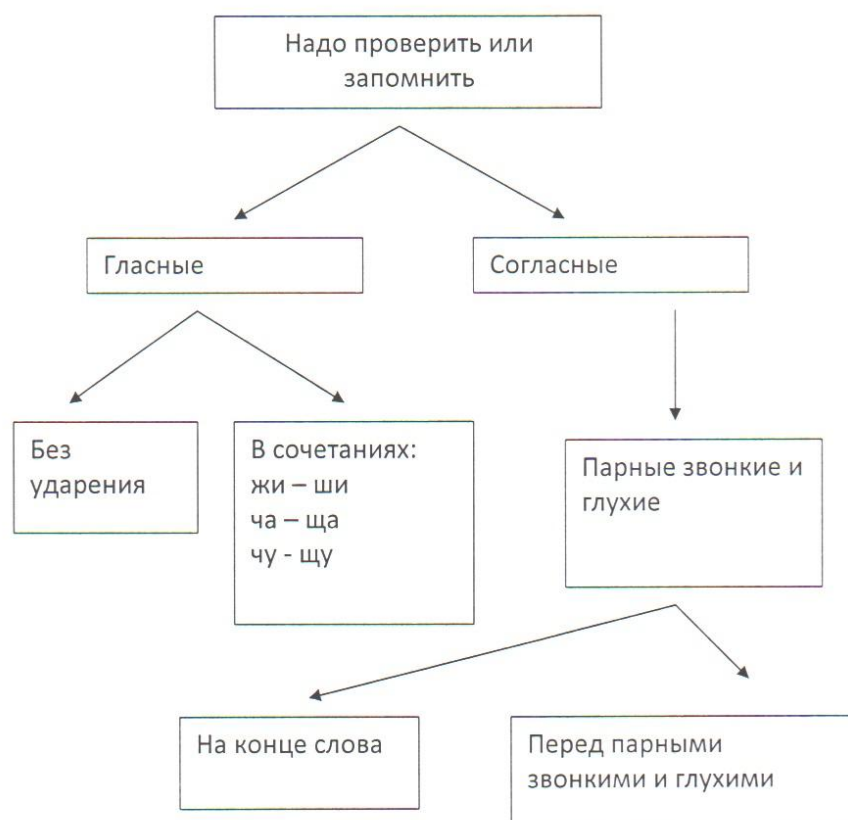 Надо проверить или
запомнить
Гласные
Согласные
Без
ударения
В сочетаниях:
жи – ши
ча – ща
чу - щу
Парные звонкие и
глухие
На конце слова
Перед парными
звонкими и глухими